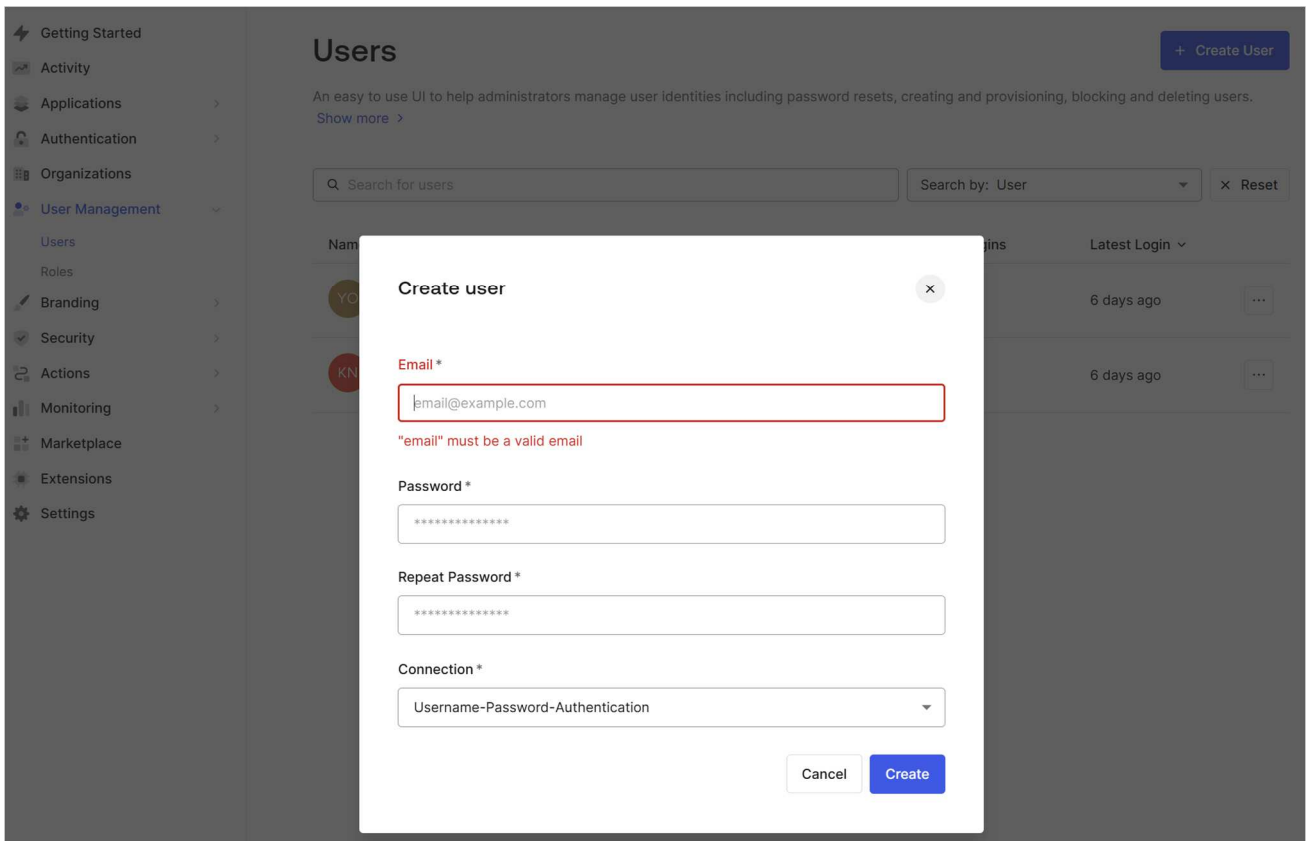 Getting Started
Activity
Applications
Authentication
Organizations
User Management
Users
Roles
Branding
Security
Actions
Monitoring
Marketplace
Extensions
Settings
Users
+ Create User
An easy to use UI to help administrators manage user identities including password resets, creating and provisioning, blocking and deleting users.
Show more >
Search for users
Search by: User
× Reset
Nam
gins
Latest Login
YO
6 days ago
...
KN
6 days ago
...
Create user
×
Email *
email@example.com
"email" must be a valid email
Password *
**************
Repeat Password *
**************
Connection *
Username-Password-Authentication
Cancel
Create